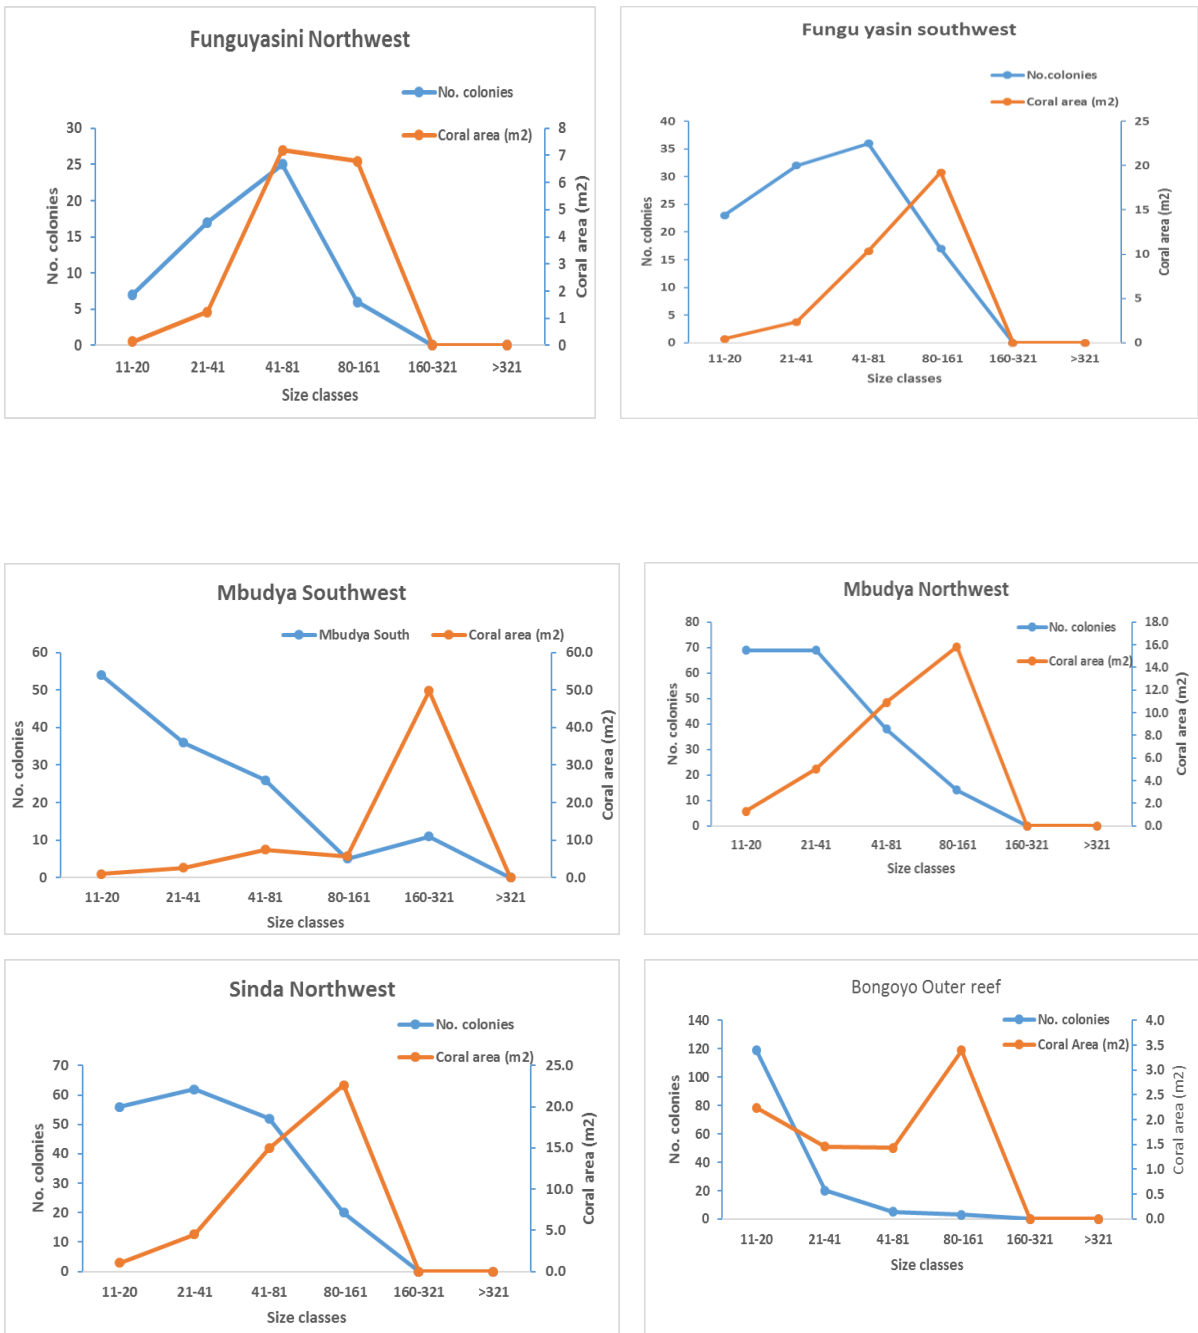 Funguyasini Northwest
No. colonies
Coral area (m2)
30
25
20
15
10
5
0
8
7
6
5
4
3
2
1
0
No. colonies
Coral area (m2)
11-20 21-41 41-81 80-161 160-321 >321
Size classes
Fungu yasin southwest
No.colonies
Coral area (m2)
40
35
30
25
20
15
10
5
0
25
20
15
10
5
0
No. colonies
Coral area (m2)
11-20 21-41 41-81 80-161 160-321 >321
Size classes
Mbudya Southwest
Mbudya South Coral area (m2)
60
50
40
30
20
10
0
60.0
50.0
40.0
30.0
20.0
10.0
0.0
No. colonies
Coral area (m2)
11-20 21-41 41-81 80-161 160-321 >321
Size classes
Mbudya Northwest
No. colonies
Coral area (m2)
80
70
60
50
40
30
20
10
0
18.0
16.0
14.0
12.0
10.0
8.0
6.0
4.0
2.0
0.0
No. colonies
Coral area (m2)
11-20 21-41 41-81 80-161 160-321 >321
Size classes
Sinda Northwest
No. colonies
Coral area (m2)
70
60
50
40
30
20
10
0
25.0
20.0
15.0
10.0
5.0
0.0
No. colonies
Coral area (m2)
11-20 21-41 41-81 80-161 160-321 >321
Size classes
Bongoyo Outer reef
No. colonies
Coral Area (m2)
140
120
100
80
60
40
20
0
4.0
3.5
3.0
2.5
2.0
1.5
1.0
0.5
0.0
No. colonies
Coral area (m2)
11-20 21-41 41-81 80-161 160-321 >321
Size classes